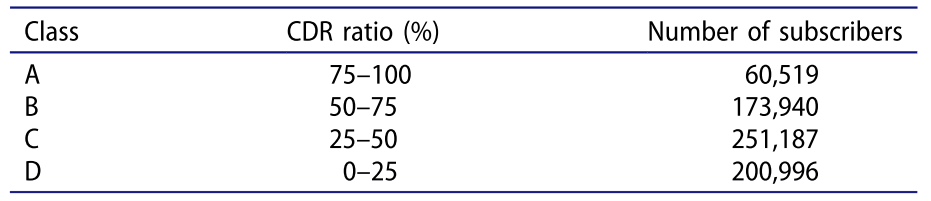 Class CDR ratio (%) Number of subscribers
A 75–100 60,519
B 50–75 173,940
C 25–50 251,187
D 0–25 200,996